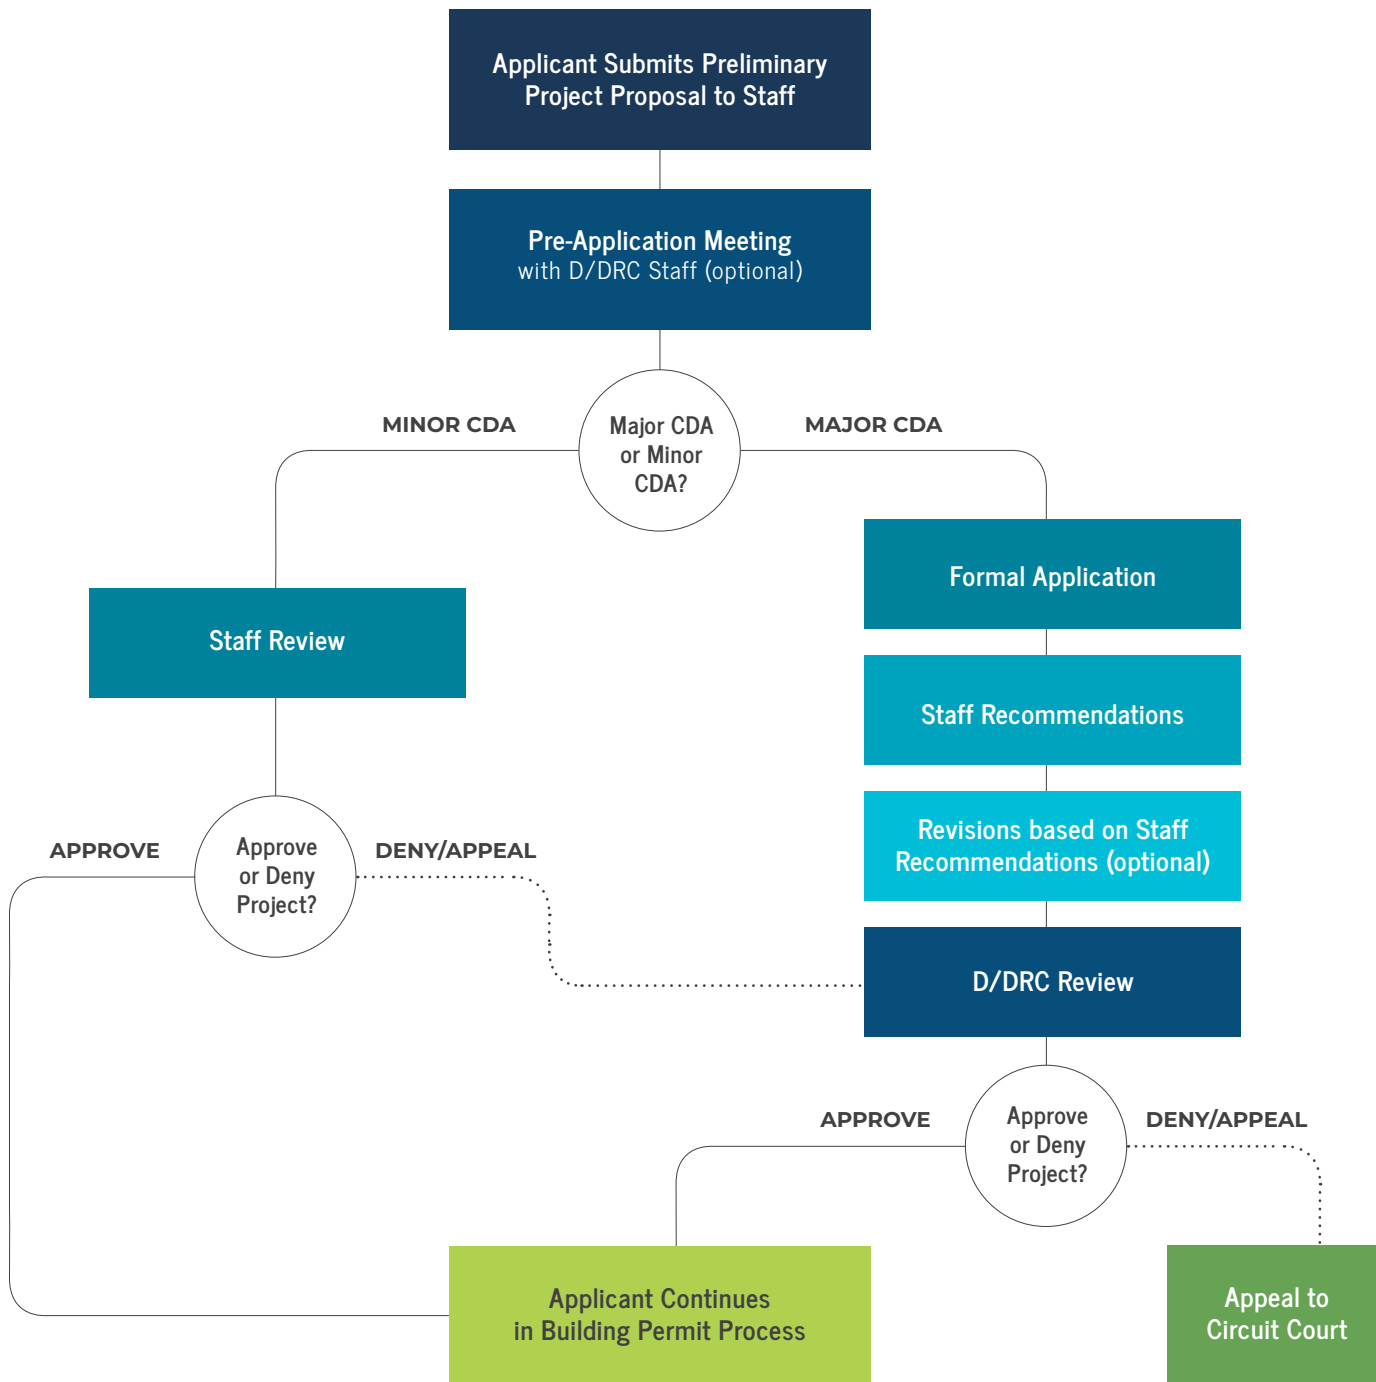 Applicant Submits Preliminary
Project Proposal to Staff
Pre-Application Meeting
with D/DRC Staff (optional)
MINOR CDA
Major CDA
or Minor
CDA?
MAJOR CDA
Formal Application
Staff Review
Staff Recommendations
Revisions based on Staff
Recommendations (optional)
APPROVE
Approve
or Deny
Project?
DENY/APPEAL
D/DRC Review
APPROVE
Approve
or Deny
Project?
DENY/APPEAL
Applicant Continues
in Building Permit Process
Appeal to
Circuit Court